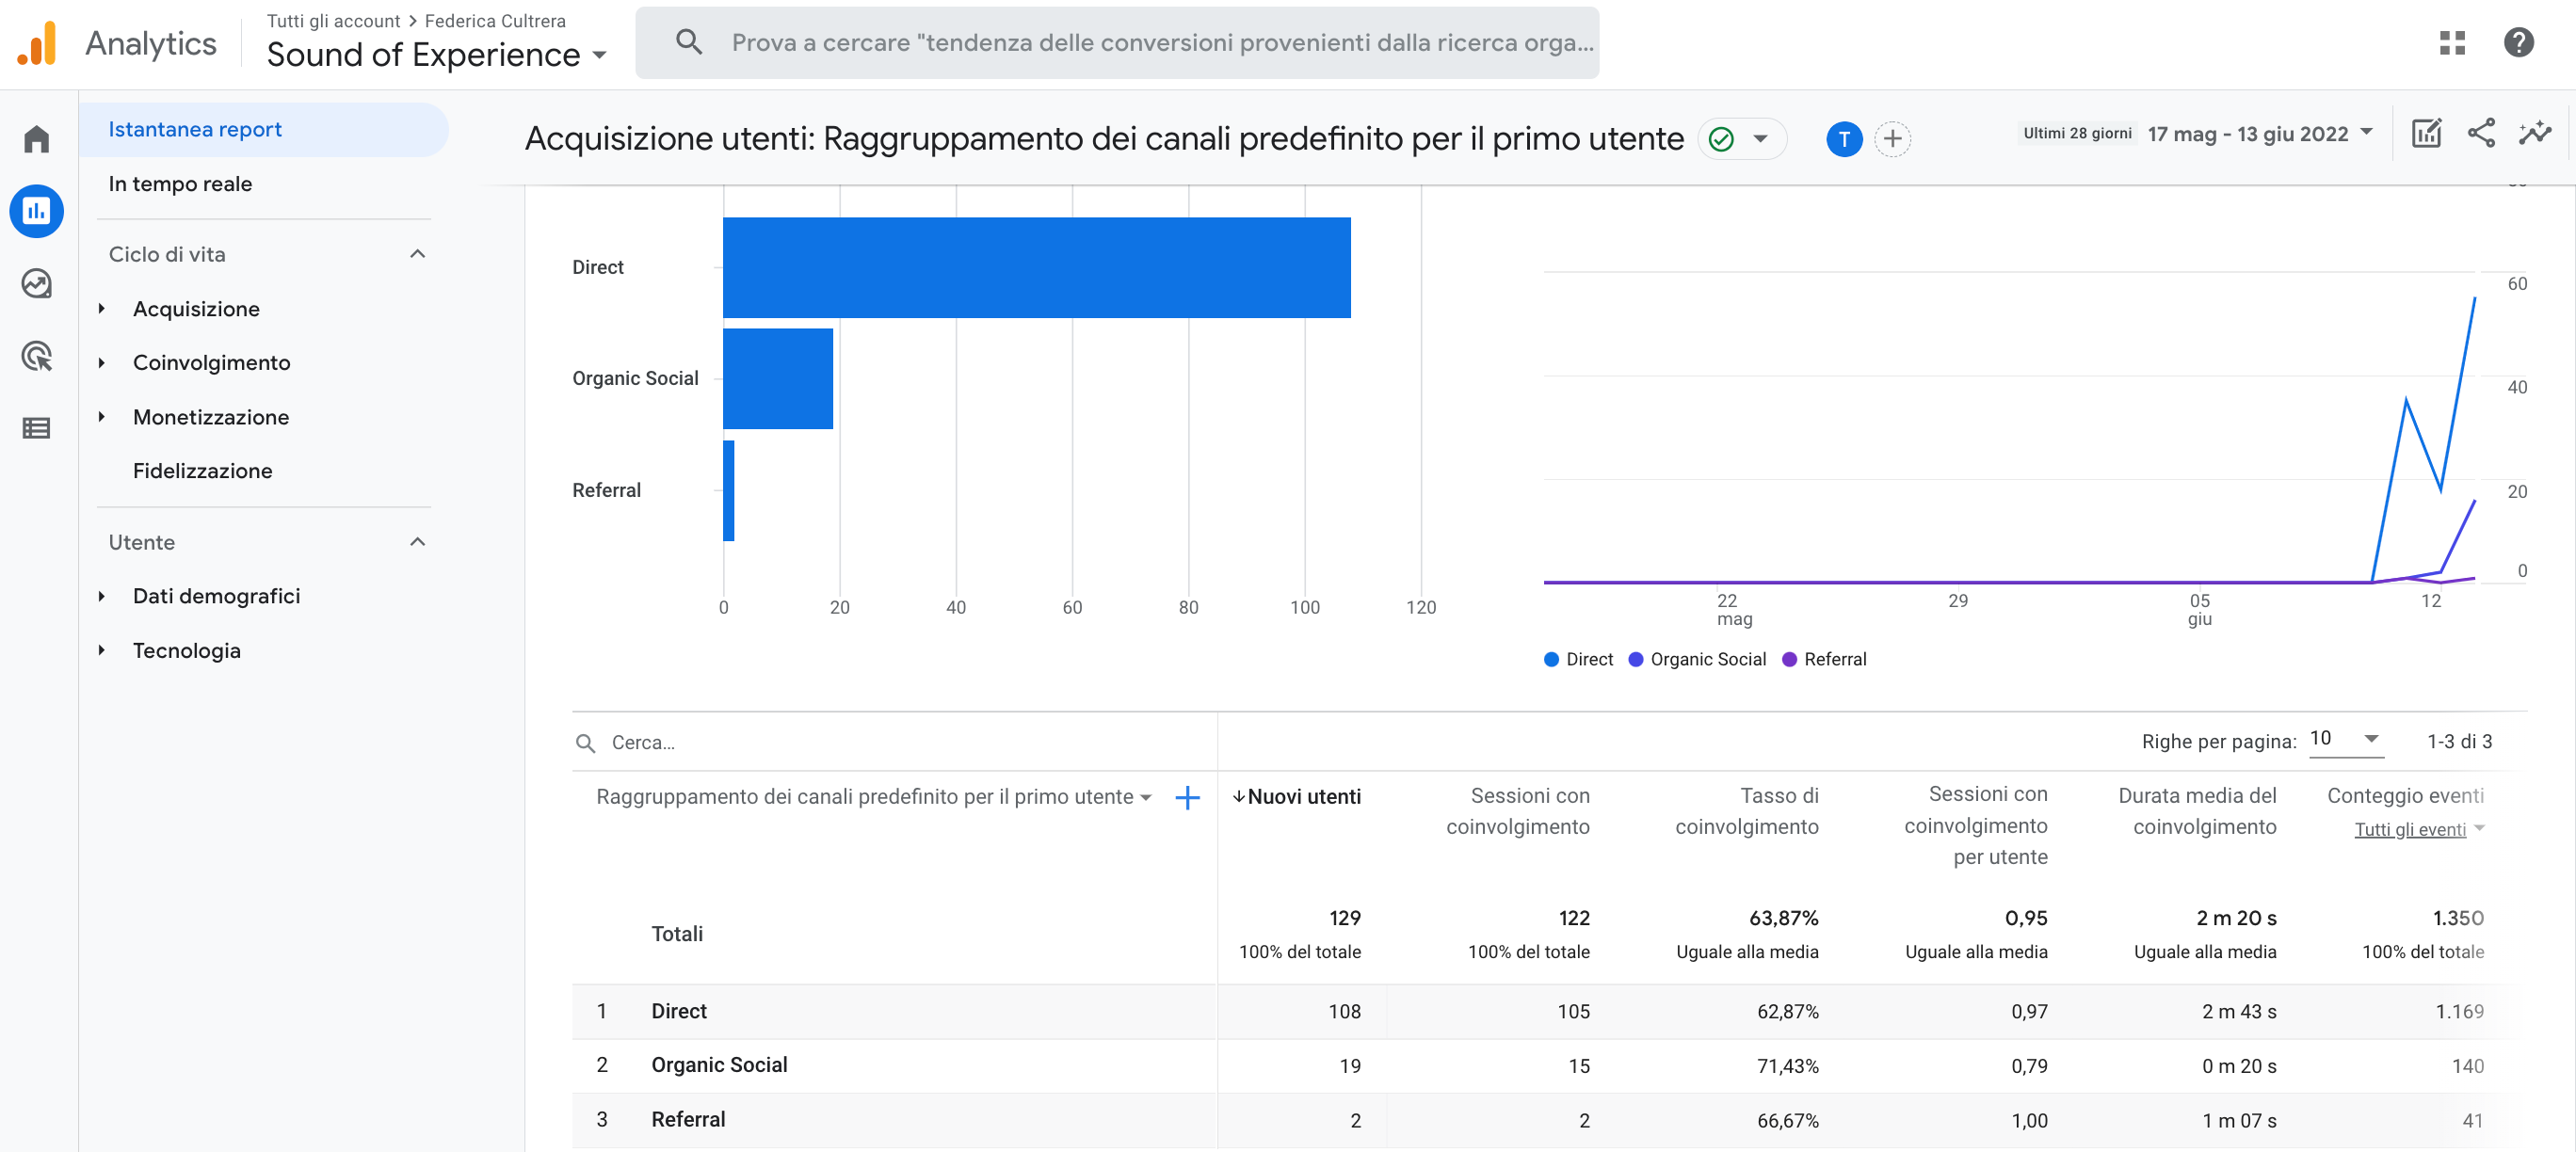 Analytics
Tutti gli account > Federica Cultrera
Sound of Experience
Prova a cercare "tendenza delle conversioni provenienti dalla ricerca orga...
Istantanea report
In tempo reale
Ciclo di vita
Acquisizione
Coinvolgimento
Monetizzazione
Fidelizzazione
Utente
Dati demografici
Tecnologia
Acquisizione utenti: Raggruppamento dei canali predefinito per il primo utente
T
Ultimi 28 giorni 17 mag - 13 giu 2022
Direct
Organic Social
Referral
0 20 40 60 80 100 120
60
40
20
0
22 mag
29
05 giu
12
Direct Organic Social Referral
Cerca...
Righe per pagina: 10 1-3 di 3
Raggruppamento dei canali predefinito per il primo utente
↓Nuovi utenti
Sessioni con coinvolgimento
Tasso di coinvolgimento
Sessioni con coinvolgimento per utente
Durata media del coinvolgimento
Conteggio eventi
Tutti gli eventi
Totali 129 122 63,87% 0,95 2 m 20 s 1.350
100% del totale 100% del totale Uguale alla media Uguale alla media Uguale alla media 100% del totale
1 Direct 108 105 62,87% 0,97 2 m 43 s 1.169
2 Organic Social 19 15 71,43% 0,79 0 m 20 s 140
3 Referral 2 2 66,67% 1,00 1 m 07 s 41